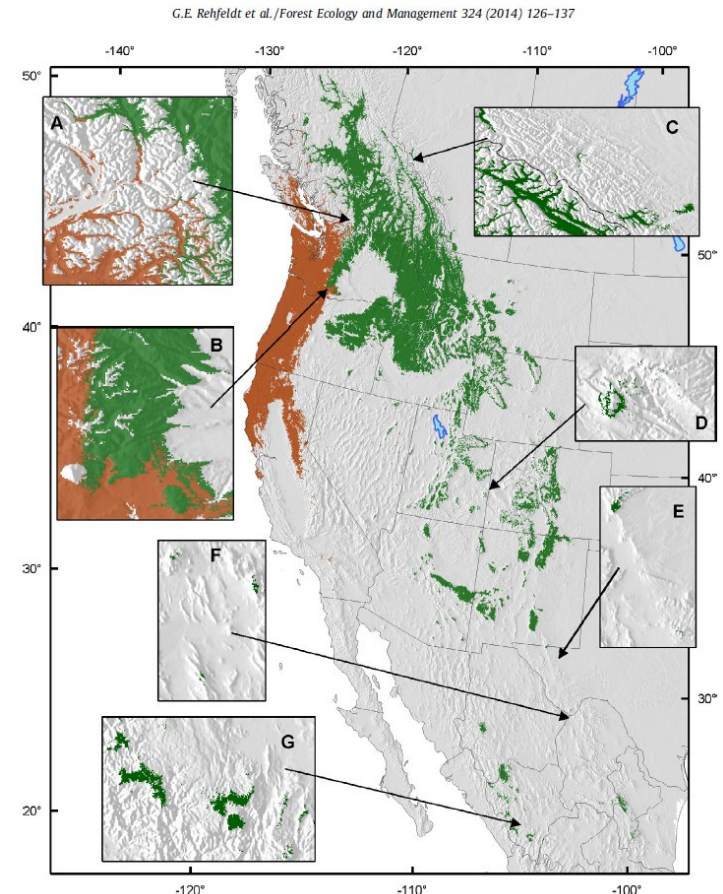 G.E. Rehfeldt et al./Forest Ecology and Management 324 (2014) 126–137
-140° -130° -120° -110° -100°
50°
A
C
50°
40°
B
D
40°
E
F
30°
30°
G
20°
-120° -110° -100°